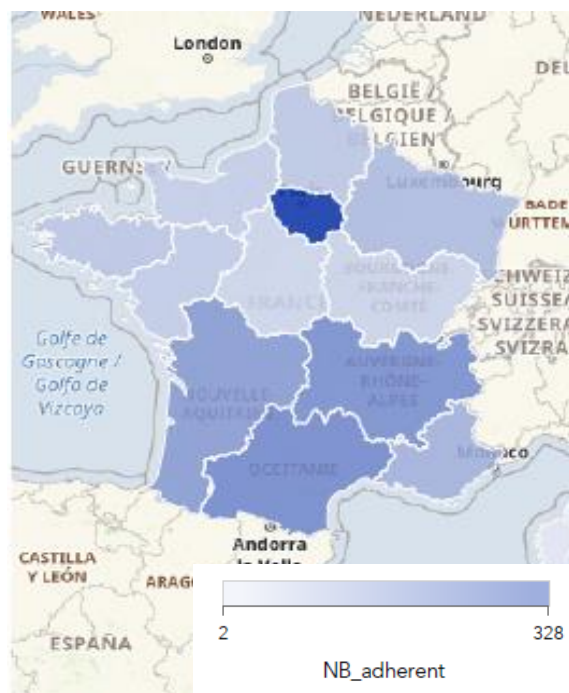 WALES
NEDERLAND
London
BELGIË /
BELGIQUE /
BELGIEN
DEU
GUERNSEY
Luxembourg
BADE
WÜRTTEM
BOURGOGNE-
FRANCHE-
COMTÉ
FRANCE
SCHWEIZ
SUISSE/
SVIZZERA
SVIZRA
Golfe de
Gascogne /
Golfo de
Vizcaya
AUVERGNE-
RHÔNE-
ALPES
NOUVELLE
AQUITAINE
OCCITANIE
Monaco
Andorra
la Vella
CASTILLA
Y LEÓN
ARAG
ESPAÑA
2
328
NB_adherent